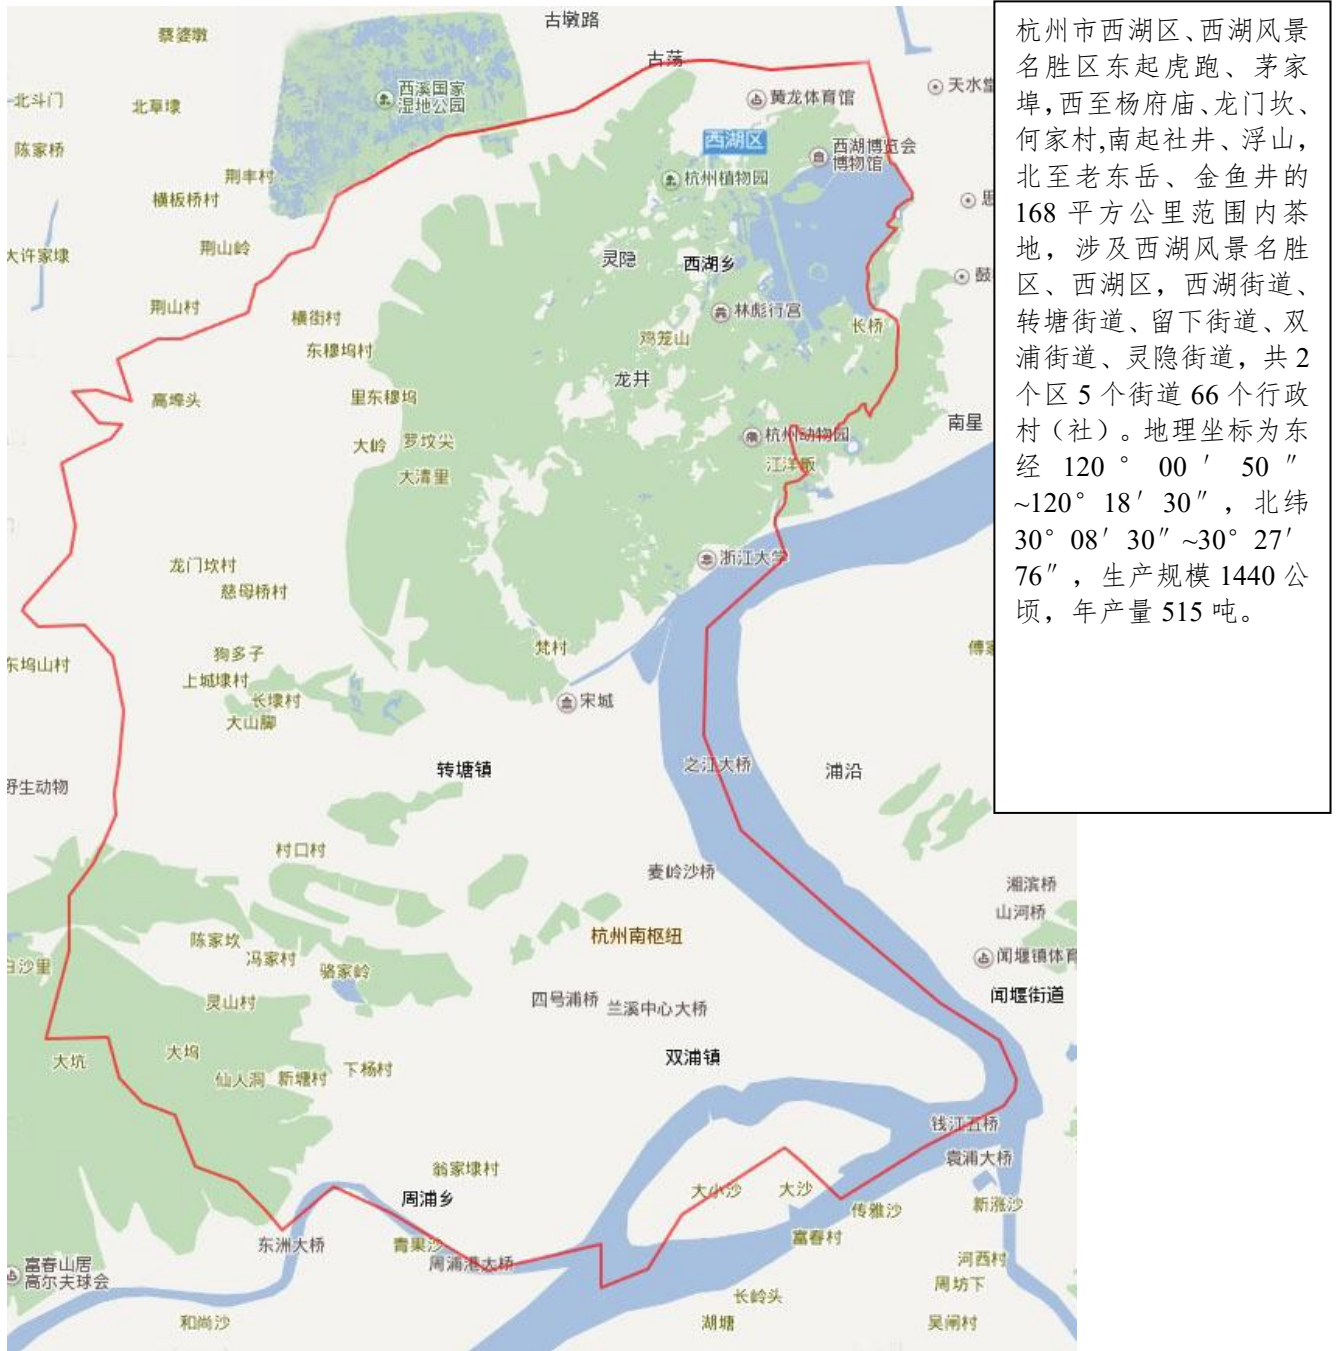 古墩路
蔡婆墩
古荡
西溪国家
湿地公园
天水堂
北斗门
北草埭
黄龙体育馆
西湖区
西湖博览会
博物馆
陈家桥
荆丰村
杭州植物园
横板桥村
思
大许家埭
荆山岭
灵隐
西湖乡
鼓
荆山村
横街村
林彪行宫
长桥
鸡笼山
东穆坞村
龙井
高埠头
里东穆坞
南星
大岭
罗坟尖
杭州动物园
江洋畈
大清里
龙门坎村
浙江大学
慈母桥村
狗多子
梵村
东坞山村
上城埭村
长埭村
宋城
大山脚
转塘镇
之江大桥
浦沿
野生动物
村口村
麦岭沙桥
湘滨桥
山河桥
陈家坎
杭州南枢纽
冯家村
骆家岭
闻堰镇体育
白沙里
灵山村
四号浦桥
兰溪中心大桥
闻堰街道
大坑
大坞
下杨村
双浦镇
仙人洞
新塘村
钱江五桥
袁浦大桥
翁家埭村
周浦乡
大小沙
大沙
传雅沙
新涨沙
东洲大桥
青果沙
富春村
周浦港大桥
河西村
富春山居
高尔夫球会
周坊下
长岭头
和尚沙
湖塘
吴闸村
杭州市西湖区、西湖风景
名胜区东起虎跑、茅家
埠,西至杨府庙、龙门坎、
何家村,南起社井、浮山，
北至老东岳、金鱼井的
168 平方公里范围内茶
地，涉及西湖风景名胜
区、西湖区，西湖街道、
转塘街道、留下街道、双
浦街道、灵隐街道，共 2
个区 5 个街道 66 个行政
村（社）。地理坐标为东
经 120 ° 00 ′ 50 ″
~120° 18′ 30″，北纬
30° 08′ 30″~30° 27′
76″，生产规模 1440 公
顷，年产量 515 吨。